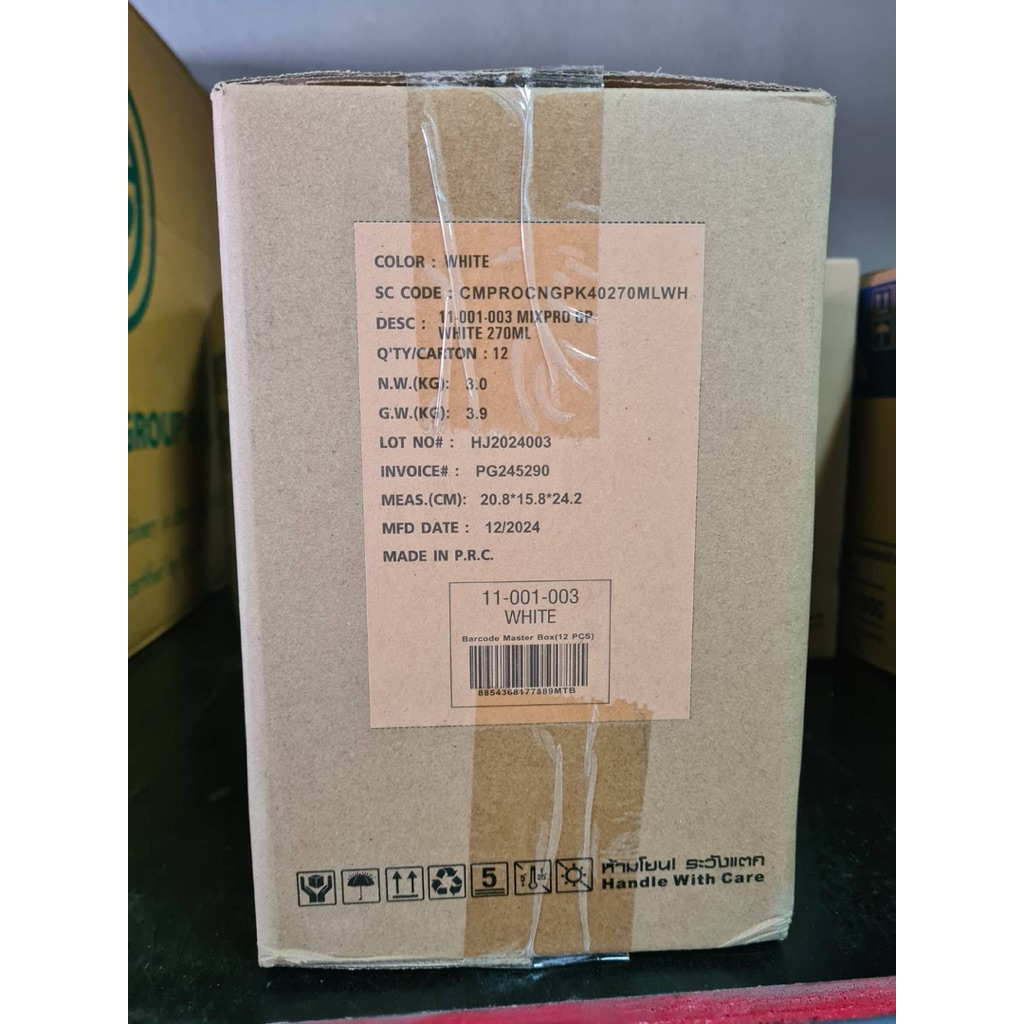 COLOR : WHITE
SC CODE : CMPROCNGPK40270MLWH
DESC : 11-001-003 MIXPRO GP
WHITE 270ML
Q'TY/CARTON : 12
N.W.(KG): 3.0
G.W.(KG): 3.9
LOT NO# : HJ2024003
INVOICE# : PG245290
MEAS.(CM): 20.8*15.8*24.2
MFD DATE : 12/2024
MADE IN P.R.C.
11-001-003
WHITE
Barcode Master Box(12 PCS)
8854368177889MTB
5
ห้ามโยน! ระวังแตก
Handle With Care
GROUP